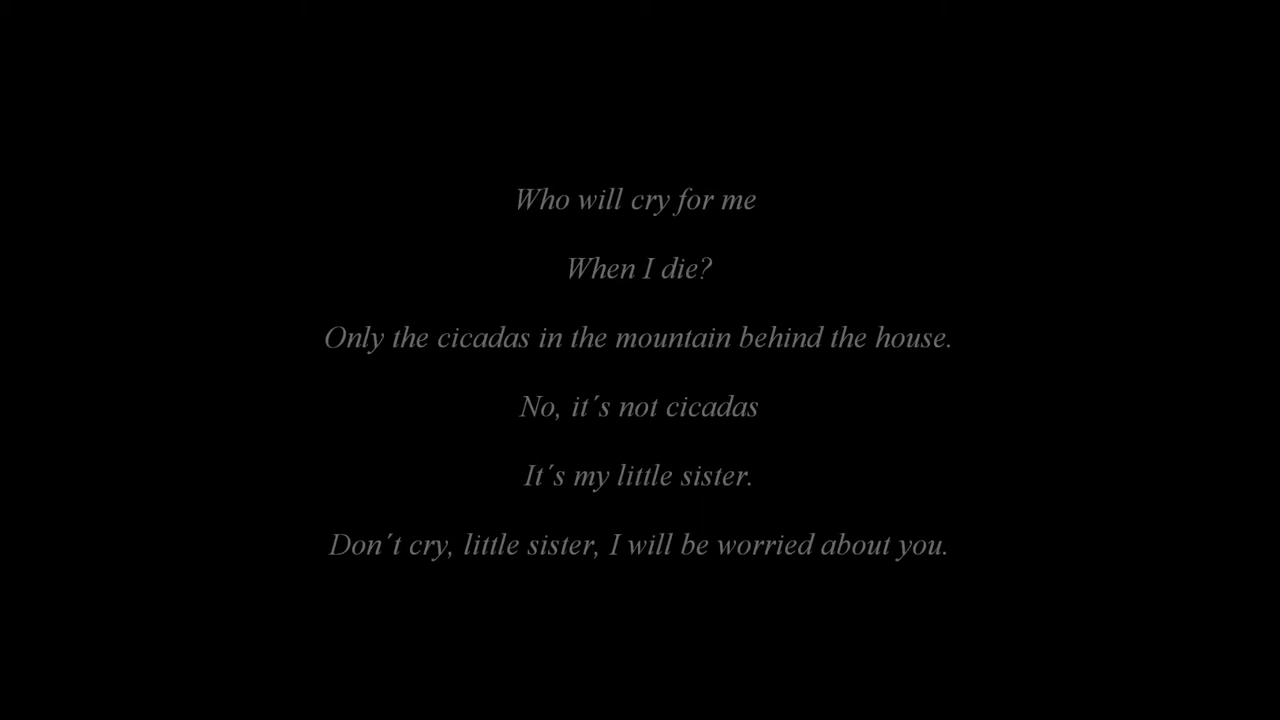 Who will cry for me
When I die?
Only the cicadas in the mountain behind the house.
No, it´s not cicadas
It´s my little sister.
Don´t cry, little sister, I will be worried about you.